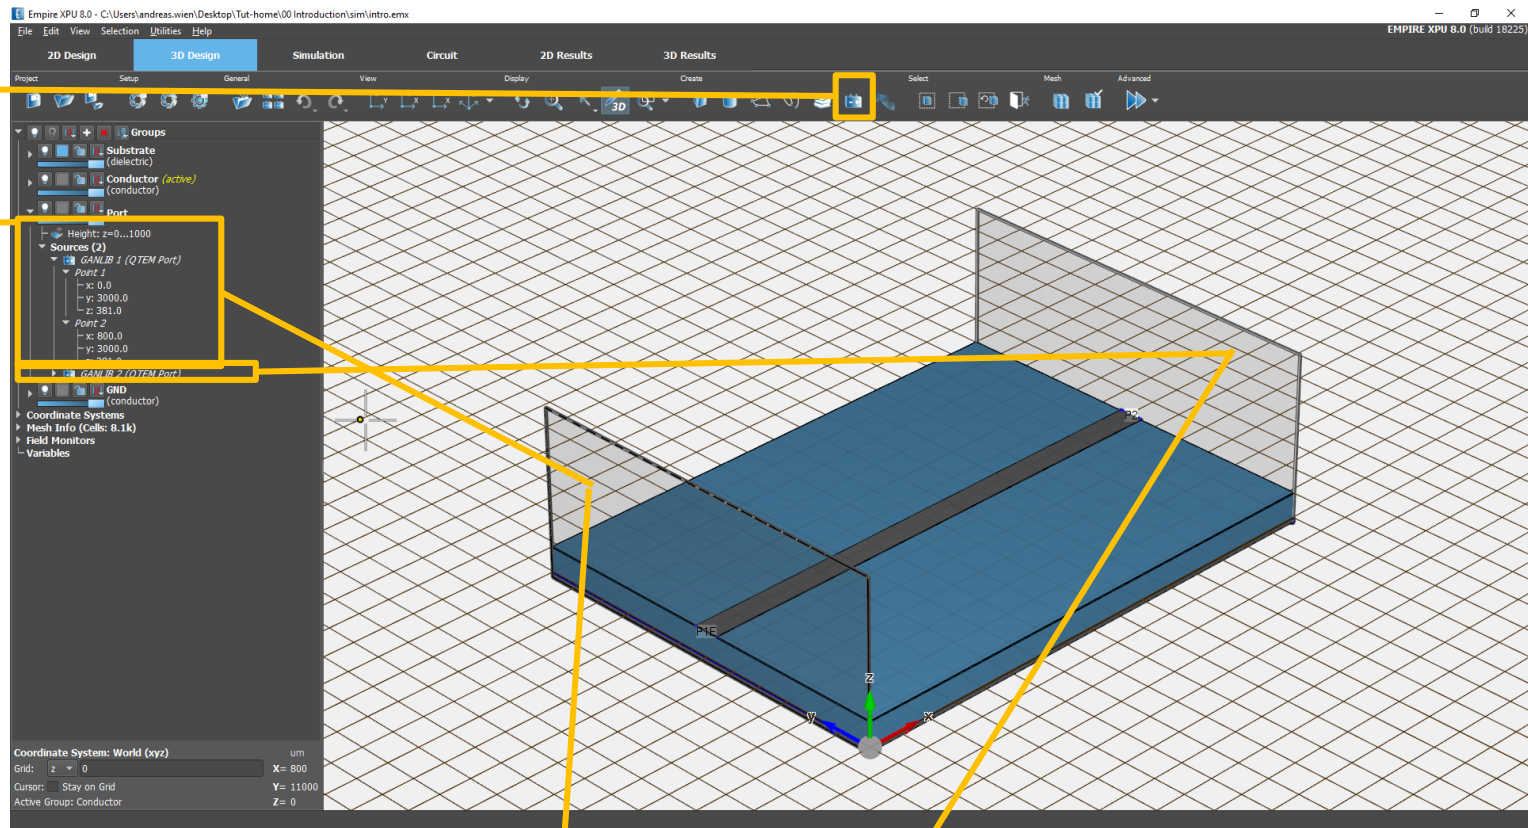 Empire XPU 8.0 - C:\Users\andreas.wien\Desktop\Tut-home\00 Introduction\sim\intro.emx
File Edit View Selection Utilities Help
EMPIRE XPU 8.0 (build 18225)
2D Design 3D Design Simulation Circuit 2D Results 3D Results
Project Setup General View Display Create Select Mesh Advanced
3D
Groups
Substrate
(dielectric)
Conductor (active)
(conductor)
Port
Height: z=0...1000
Sources (2)
GANLIB 1 (QTEM Port)
Point 1
x: 0.0
y: 3000.0
z: 381.0
Point 2
x: 800.0
y: 3000.0
z: 381.0
GANLIB 2 (QTEM Port)
GND
(conductor)
Coordinate Systems
Mesh Info (Cells: 8.1k)
Field Monitors
Variables
P2
P1E
z
y
x
Coordinate System: World (xyz) um
Grid: z 0 X= 800
Cursor: Stay on Grid Y= 11000
Active Group: Conductor Z= 0